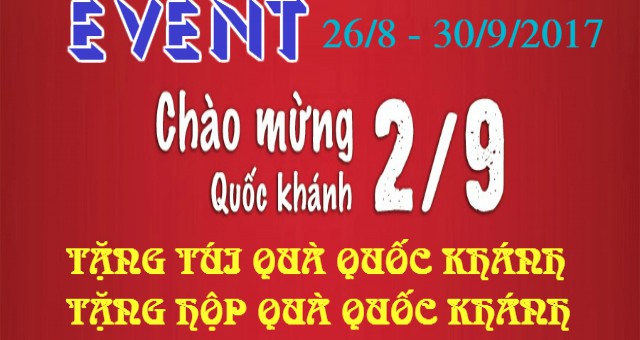 EVENT 26/8 - 30/9/2017
Chào mừng 2/9
Quốc khánh
TẶNG TÚI QUÀ QUỐC KHÁNH
TẶNG HỘP QUÀ QUỐC KHÁNH